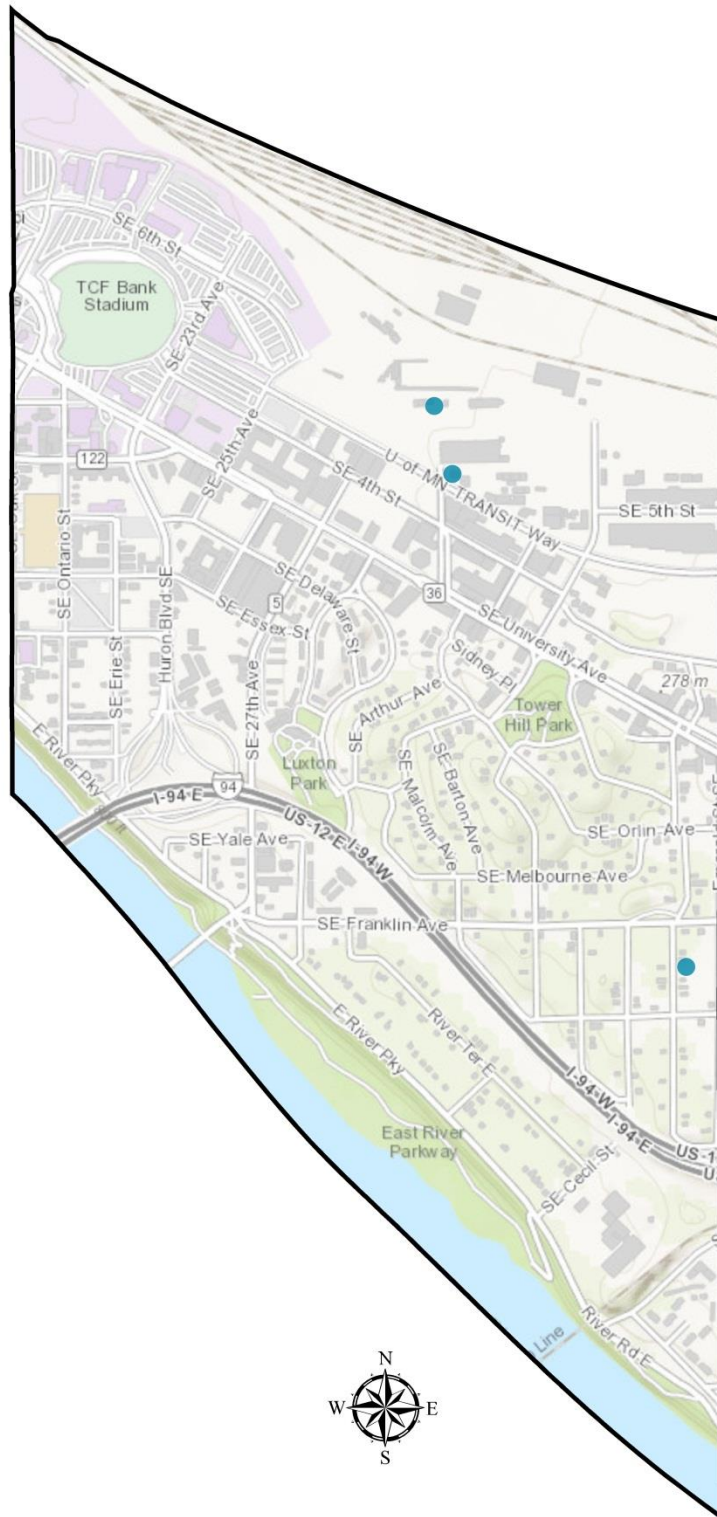 SE 6th St
TCF Bank
Stadium
SE 23rd Ave
SE 25th Ave
122
U of MN TRANSIT Way
SE 4th St
SE 5th St
SE Ontario St
Huron Blvd SE
SE Delaware St
SE Essex St
5
36
SE University Ave
SE Erie St
SE 27th Ave
Sidney Pl
278 m
SE Arthur Ave
Tower
Hill Park
E River Pky
Luxton
Park
SE Malcolm Ave
SE Barton Ave
94
I-94 E
US-12 E
I-94 W
SE Orlin Ave
SE Yale Ave
SE Melbourne Ave
SE Franklin Ave
E River Pky
River Ter E
I-94 W
I-94 E
US-1
U
East River
Parkway
SE Cecil St
River Rd E
Line
N
W
E
S